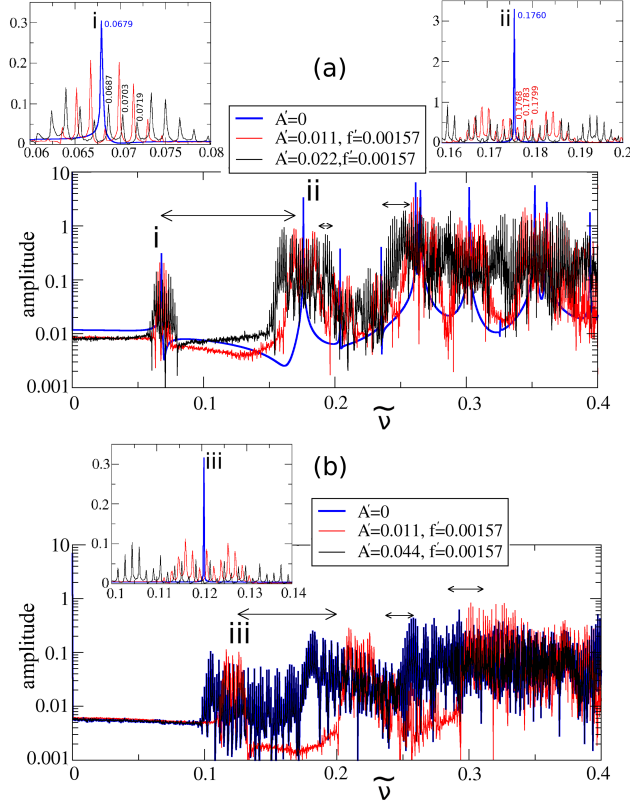 i
0.0679
0.3
0.2
0.1
0
0.0687
0.0703
0.0719
0.06 0.065 0.07 0.075 0.08
(a)
ii
0.1760
3
2
1
0
0.1768
0.1783
0.1799
0.16 0.17 0.18 0.19 0.2
A'=0
A'=0.011, f'=0.00157
A'=0.022,f'=0.00157
10
1
0.1
0.01
0.001
amplitude
i
ii
0 0.1 0.2 0.3 0.4
ṽ
(b)
iii
0.3
0.2
0.1
0
0.1 0.11 0.12 0.13 0.14
A'=0
A'=0.011, f'=0.00157
A'=0.044, f'=0.00157
10
1
0.1
0.01
0.001
amplitude
iii
0 0.1 0.2 0.3 0.4
ṽ